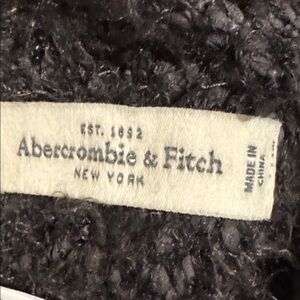 EST. 1892
Abercrombie & Fitch
NEW YORK
MADE IN
CHINA